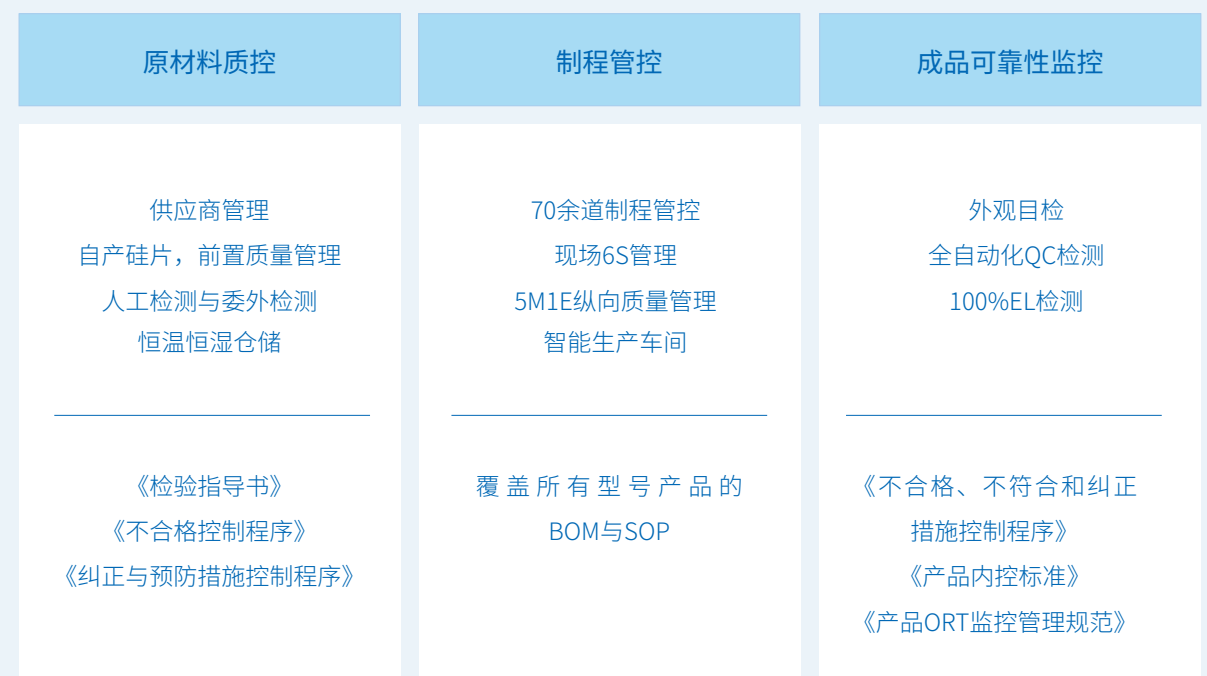 原材料质控
供应商管理
自产硅片，前置质量管理
人工检测与委外检测
恒温恒湿仓储
《检验指导书》
《不合格控制程序》
《纠正与预防措施控制程序》
制程管控
70余道制程管控
现场6S管理
5M1E纵向质量管理
智能生产车间
覆盖所有型号产品的
BOM与SOP
成品可靠性监控
外观目检
全自动化QC检测
100%EL检测
《不合格、不符合和纠正
措施控制程序》
《产品内控标准》
《产品ORT监控管理规范》